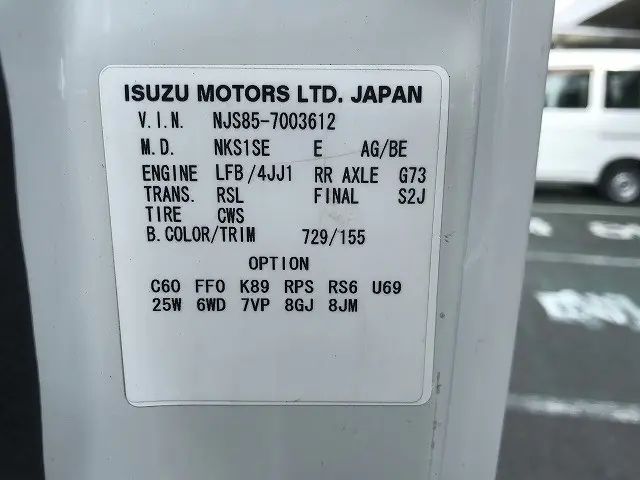 ISUZU MOTORS LTD. JAPAN
V.I.N. NJS85-7003612
M.D. NKS1SE E AG/BE
ENGINE LFB/4JJ1 RR AXLE G73
TRANS. RSL FINAL S2J
TIRE CWS
B.COLOR/TRIM 729/155
OPTION
C60 FF0 K89 RPS RS6 U69
25W 6WD 7VP 8GJ 8JM